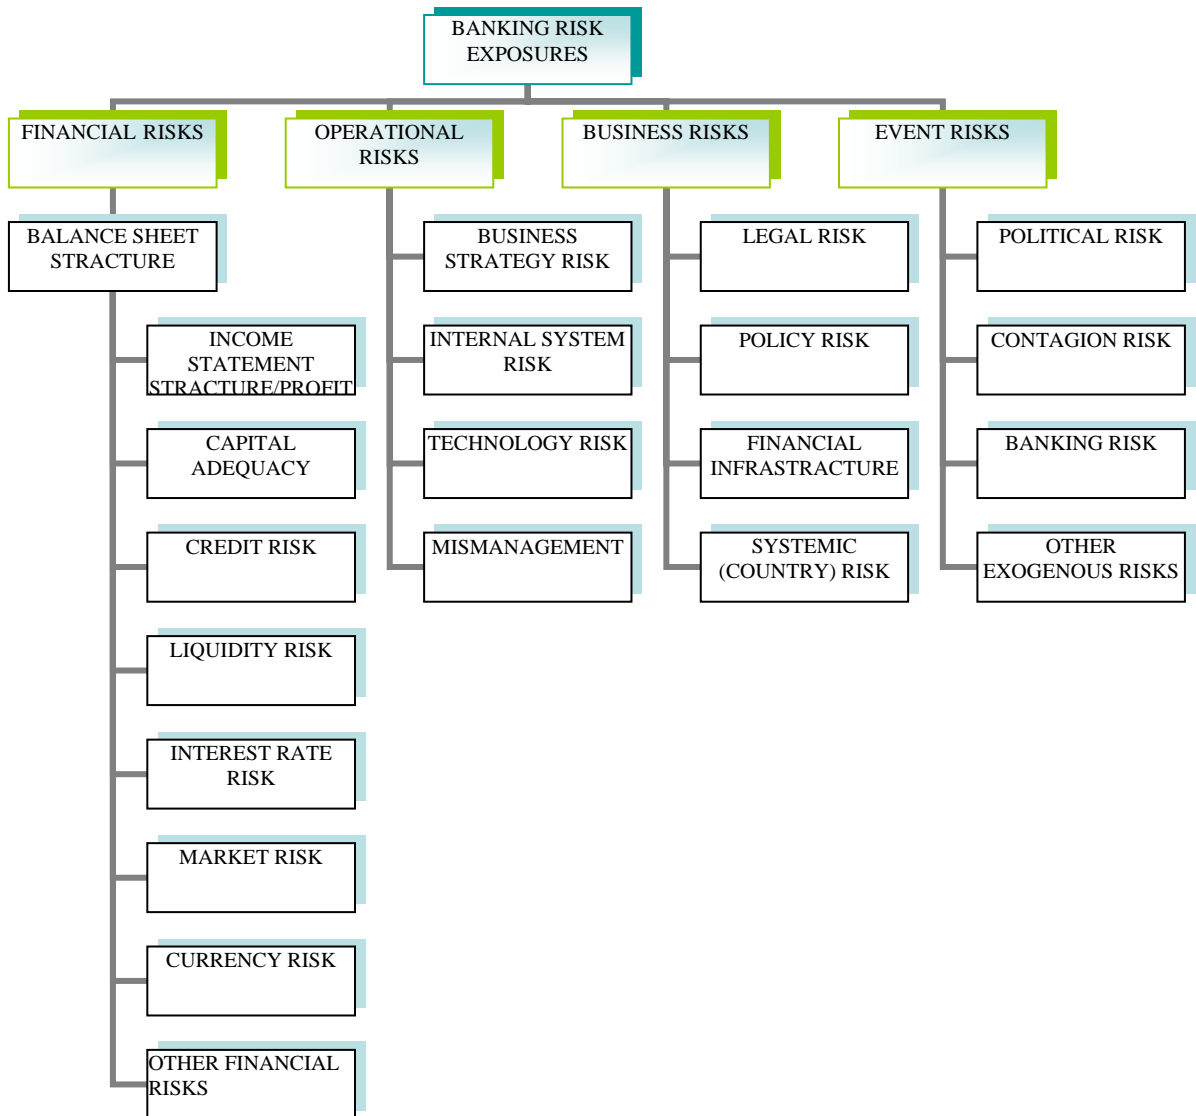 BANKING RISK
EXPOSURES
FINANCIAL RISKS
OPERATIONAL
RISKS
BUSINESS RISKS
EVENT RISKS
BALANCE SHEET
STRACTURE
INCOME
STATEMENT
STRACTURE/PROFIT
CAPITAL
ADEQUACY
CREDIT RISK
LIQUIDITY RISK
INTEREST RATE
RISK
MARKET RISK
CURRENCY RISK
OTHER FINANCIAL
RISKS
BUSINESS
STRATEGY RISK
INTERNAL SYSTEM
RISK
TECHNOLOGY RISK
MISMANAGEMENT
LEGAL RISK
POLICY RISK
FINANCIAL
INFRASTRACTURE
SYSTEMIC
(COUNTRY) RISK
POLITICAL RISK
CONTAGION RISK
BANKING RISK
OTHER
EXOGENOUS RISKS